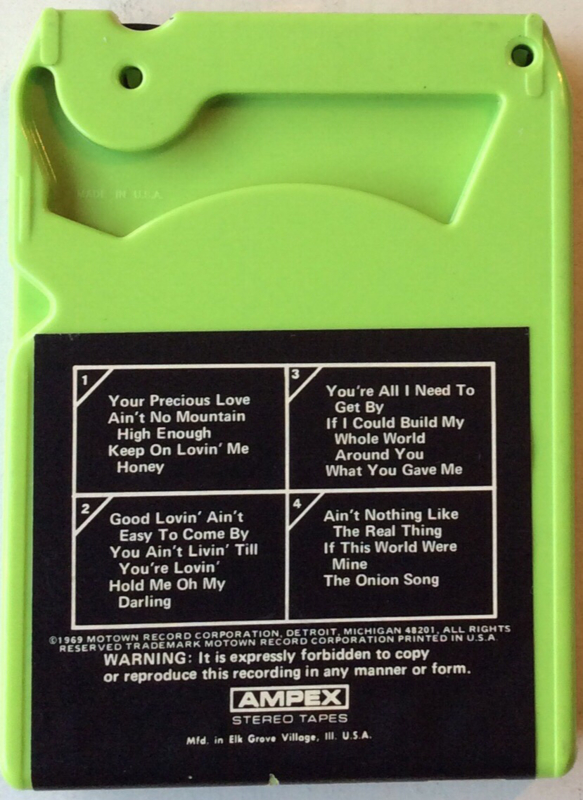 MADE IN U.S.A.
1
Your Precious Love
Ain't No Mountain
High Enough
Keep On Lovin' Me
Honey
2
Good Lovin' Ain't
Easy To Come By
You Ain't Livin' Till
You're Lovin'
Hold Me Oh My
Darling
3
You're All I Need To
Get By
If I Could Build My
Whole World
Around You
What You Gave Me
4
Ain't Nothing Like
The Real Thing
If This World Were
Mine
The Onion Song
©1969 MOTOWN RECORD CORPORATION, DETROIT, MICHIGAN 48201, ALL RIGHTS
RESERVED TRADEMARK MOTOWN RECORD CORPORATION PRINTED IN U.S.A.
WARNING: It is expressly forbidden to copy
or reproduce this recording in any manner or form.
AMPEX
STEREO TAPES
Mfd. in Elk Grove Village, Ill. U.S.A.